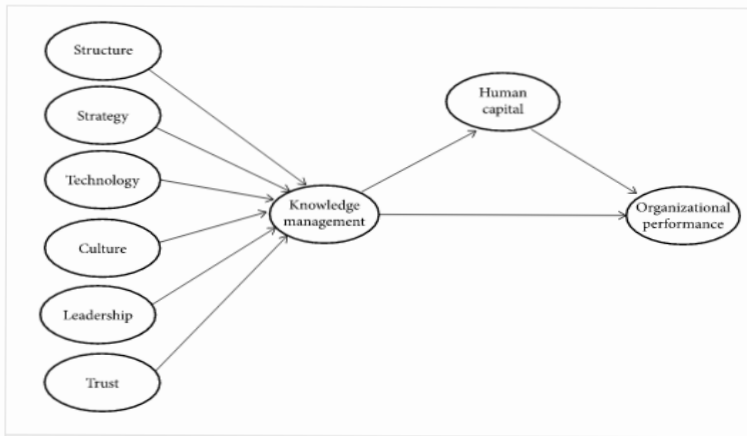 Structure
Strategy
Technology
Culture
Leadership
Trust
Knowledge
management
Human
capital
Organizational
performance